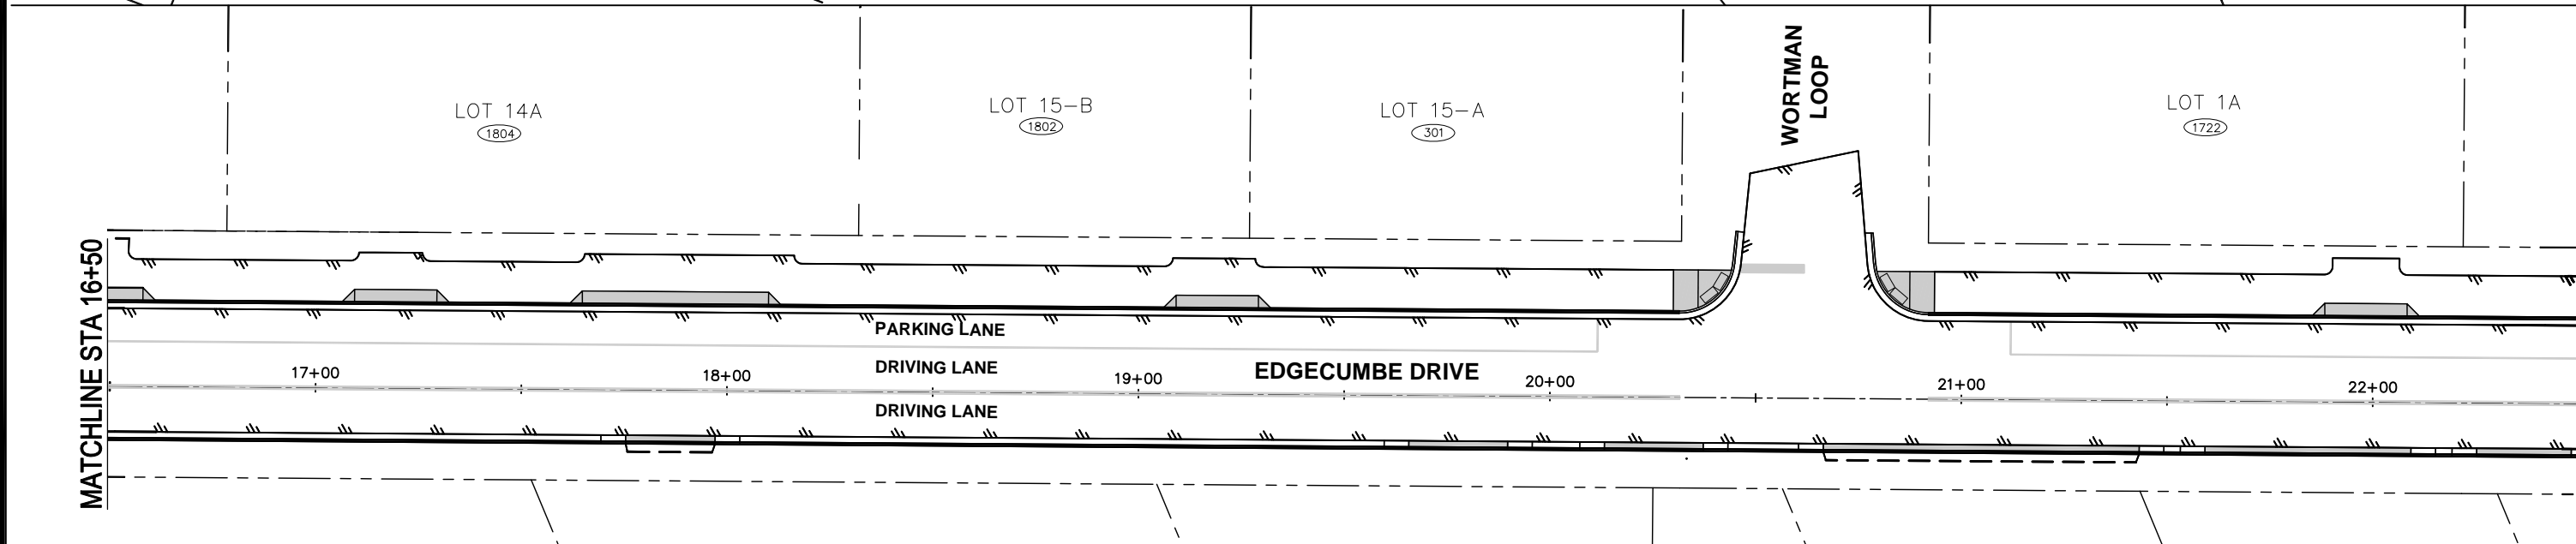 WORTMAN
LOOP
LOT 14A
1804
LOT 15-B
1802
LOT 15-A
301
LOT 1A
1722
MATCHLINE STA 16+50
PARKING LANE
DRIVING LANE
EDGECUMBE DRIVE
17+00
18+00
19+00
20+00
21+00
22+00
DRIVING LANE